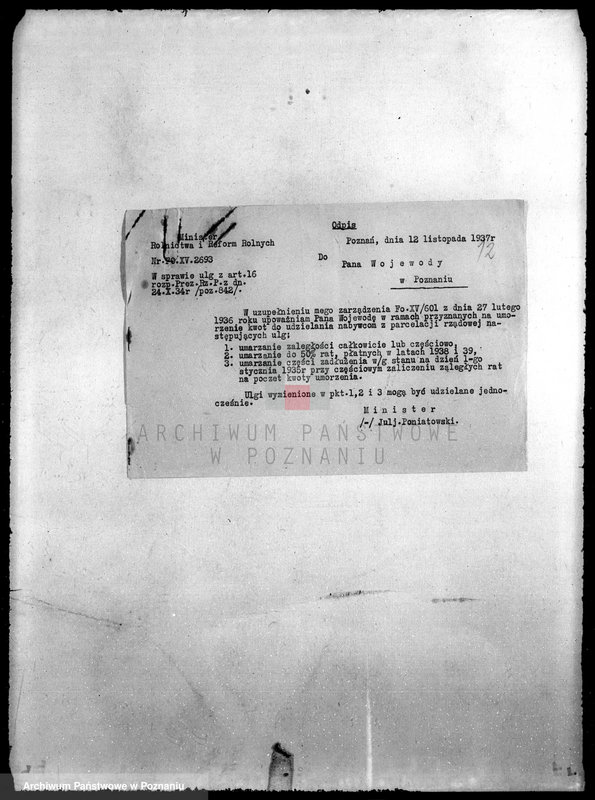 Odpis
Minister
Rolnictwa i Reform Rolnych
Poznań, dnia 12 listopada 1937r
12
Nr.Fo.XV.2693
Do
Pana Wojewody
w Poznaniu
W sprawie ulg z art.16
rozp.Prez.Rz.P.z dn.
24.X.34r /poz.842/.
W uzupełnieniu mego zarządzenia Fo.XV/601 z dnia 27 lutego
1936 roku upoważniam Pana Wojewodę w ramach przyznanych na umo-
rzenie kwot do udzielania nabywcom z parcelacji rządowej na-
stępujących ulg;
1. umarzanie zaległości całkowicie lub częściowo,
2. umarzanie do 50% rat, płatnych w latach 1938 i 39,
3. umarzanie części zadłużenia w/g stanu na dzień 1-go
stycznia 1935r przy częściowym zaliczeniu zaległych rat
na poczet kwoty umorzenia.
Ulgi wymienione w pkt.1,2 i 3 mogą być udzielane jedno-
cześnie.
Minister
/-/ Julj.Poniatowski.
ARCHIWUM PAŃSTWOWE
W POZNANIU
Archiwum Państwowe w Poznaniu